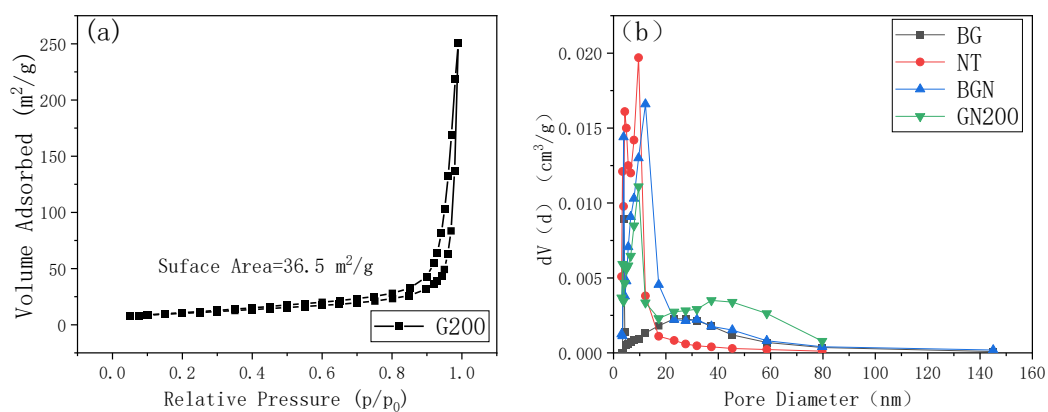 (a)
Volume Adsorbed (m²/g)
250
200
150
100
50
0
Suface Area=36.5 m²/g
G200
0.0 0.2 0.4 0.6 0.8 1.0
Relative Pressure (p/p₀)
(b)
dV(d) (cm³/g)
0.020
0.015
0.010
0.005
0.000
BG
NT
BGN
GN200
0 20 40 60 80 100 120 140 160
Pore Diameter (nm)